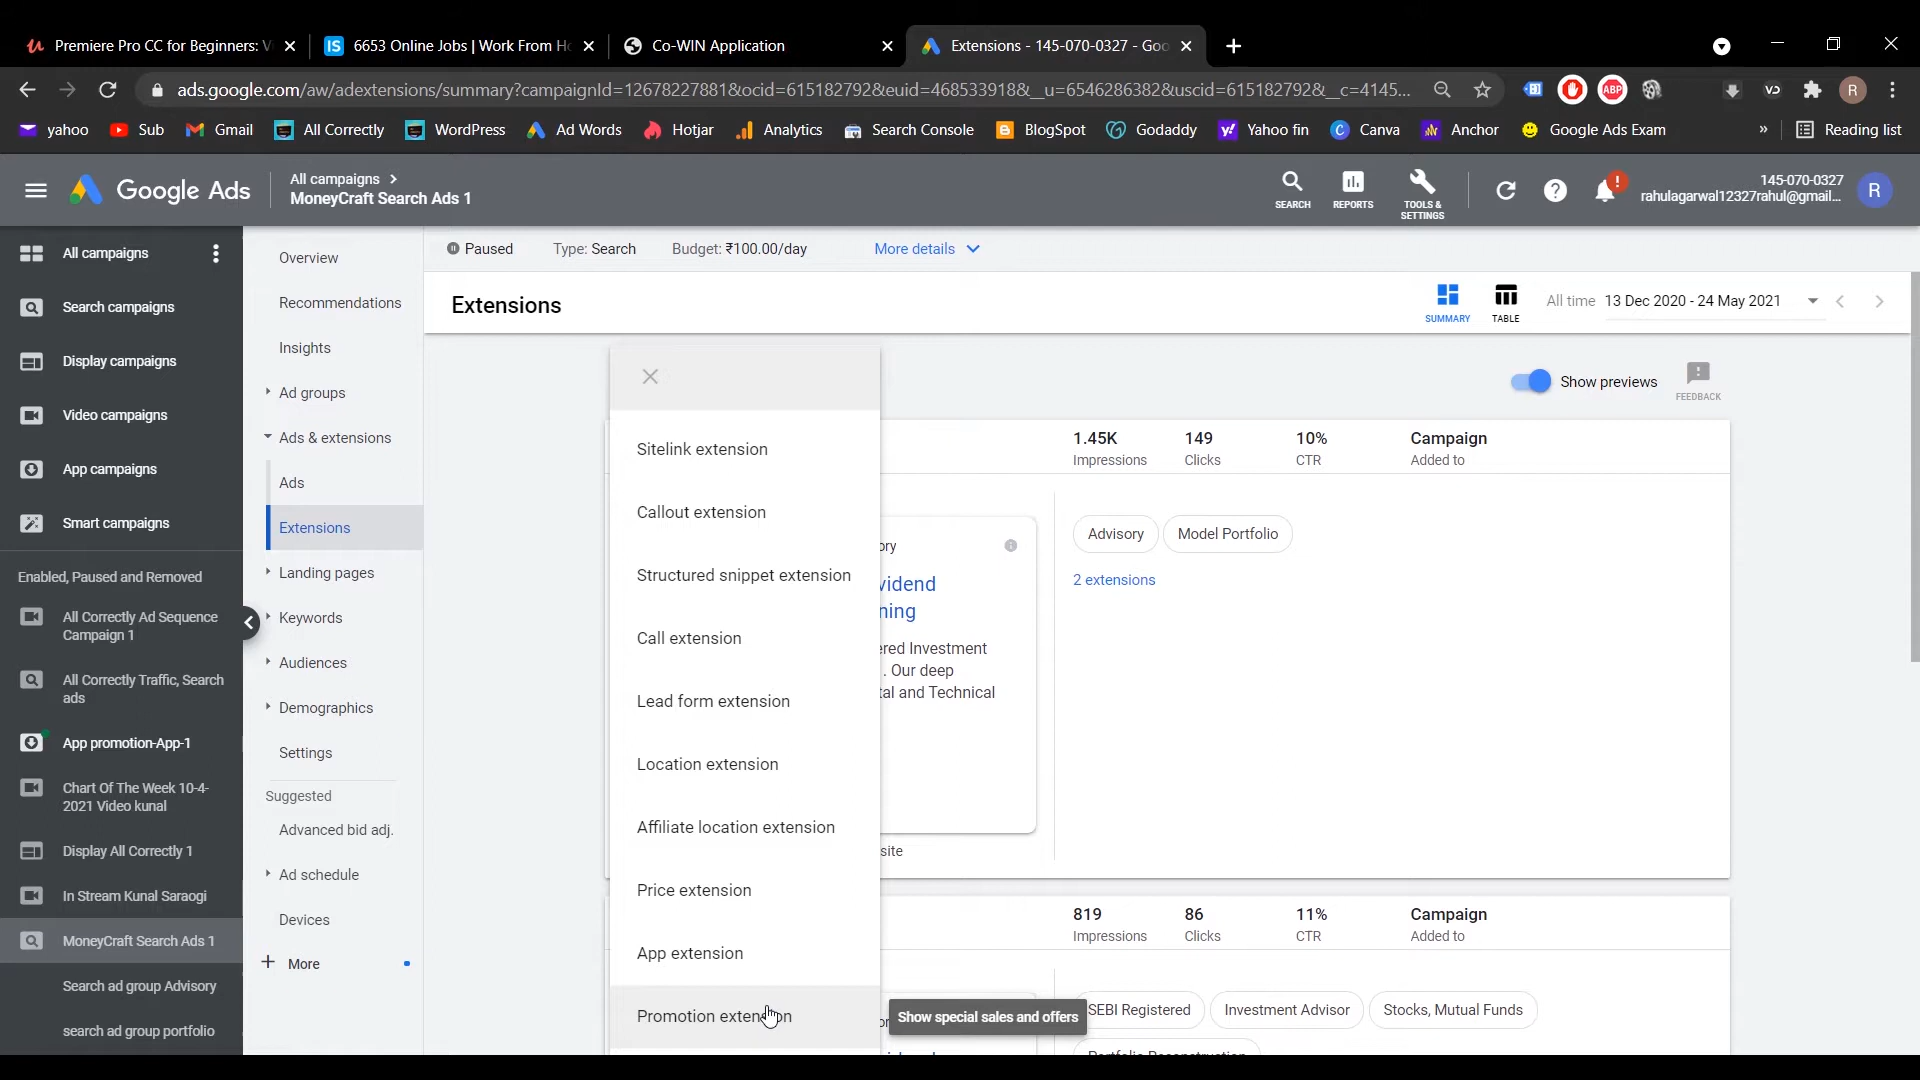 Premiere Pro CC for Beginners: V
6653 Online Jobs | Work From Ho
Co-WIN Application
Extensions - 145-070-0327 - Goo
ads.google.com/aw/adextensions/summary?campaignId=12678227881&ocid=615182792&euid=468533918&__u=6546286382&uscid=615182792&__c=4145...
yahoo
Sub
Gmail
All Correctly
WordPress
Ad Words
Hotjar
Analytics
Search Console
BlogSpot
Godaddy
Yahoo fin
Canva
Anchor
Google Ads Exam
»
Reading list
Google Ads
All campaigns >
MoneyCraft Search Ads 1
SEARCH
REPORTS
TOOLS &
SETTINGS
145-070-0327
rahulagarwal12327rahul@gmail...
R
All campaigns
Search campaigns
Display campaigns
Video campaigns
App campaigns
Smart campaigns
Enabled, Paused and Removed
All Correctly Ad Sequence
Campaign 1
All Correctly Traffic, Search
ads
App promotion-App-1
Chart Of The Week 10-4-
2021 Video kunal
Display All Correctly 1
In Stream Kunal Saraogi
MoneyCraft Search Ads 1
Search ad group Advisory
search ad group portfolio
Overview
Recommendations
Insights
Ad groups
Ads & extensions
Ads
Extensions
Landing pages
Keywords
Audiences
Demographics
Settings
Suggested
Advanced bid adj.
Ad schedule
Devices
+ More
Paused
Type: Search
Budget: ₹100.00/day
More details
Extensions
SUMMARY
TABLE
All time 13 Dec 2020 - 24 May 2021
Show previews
FEEDBACK
Sitelink extension
Callout extension
Structured snippet extension
Call extension
Lead form extension
Location extension
Affiliate location extension
Price extension
App extension
Promotion extension
Show special sales and offers
1.45K
Impressions
149
Clicks
10%
CTR
Campaign
Added to
ory
vidend
ning
ered Investment
. Our deep
tal and Technical
site
Advisory
Model Portfolio
2 extensions
819
Impressions
86
Clicks
11%
CTR
Campaign
Added to
SEBI Registered
Investment Advisor
Stocks, Mutual Funds
Portfolio Reconstruction